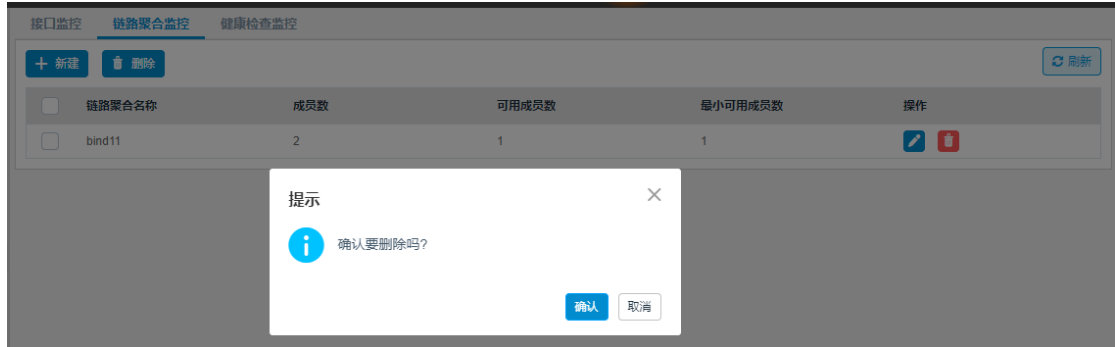 接口监控 链路聚合监控 健康检查监控
新建 删除 刷新
链路聚合名称 成员数 可用成员数 最小可用成员数 操作
bind11 2 1 1
提示
确认要删除吗?
确认 取消